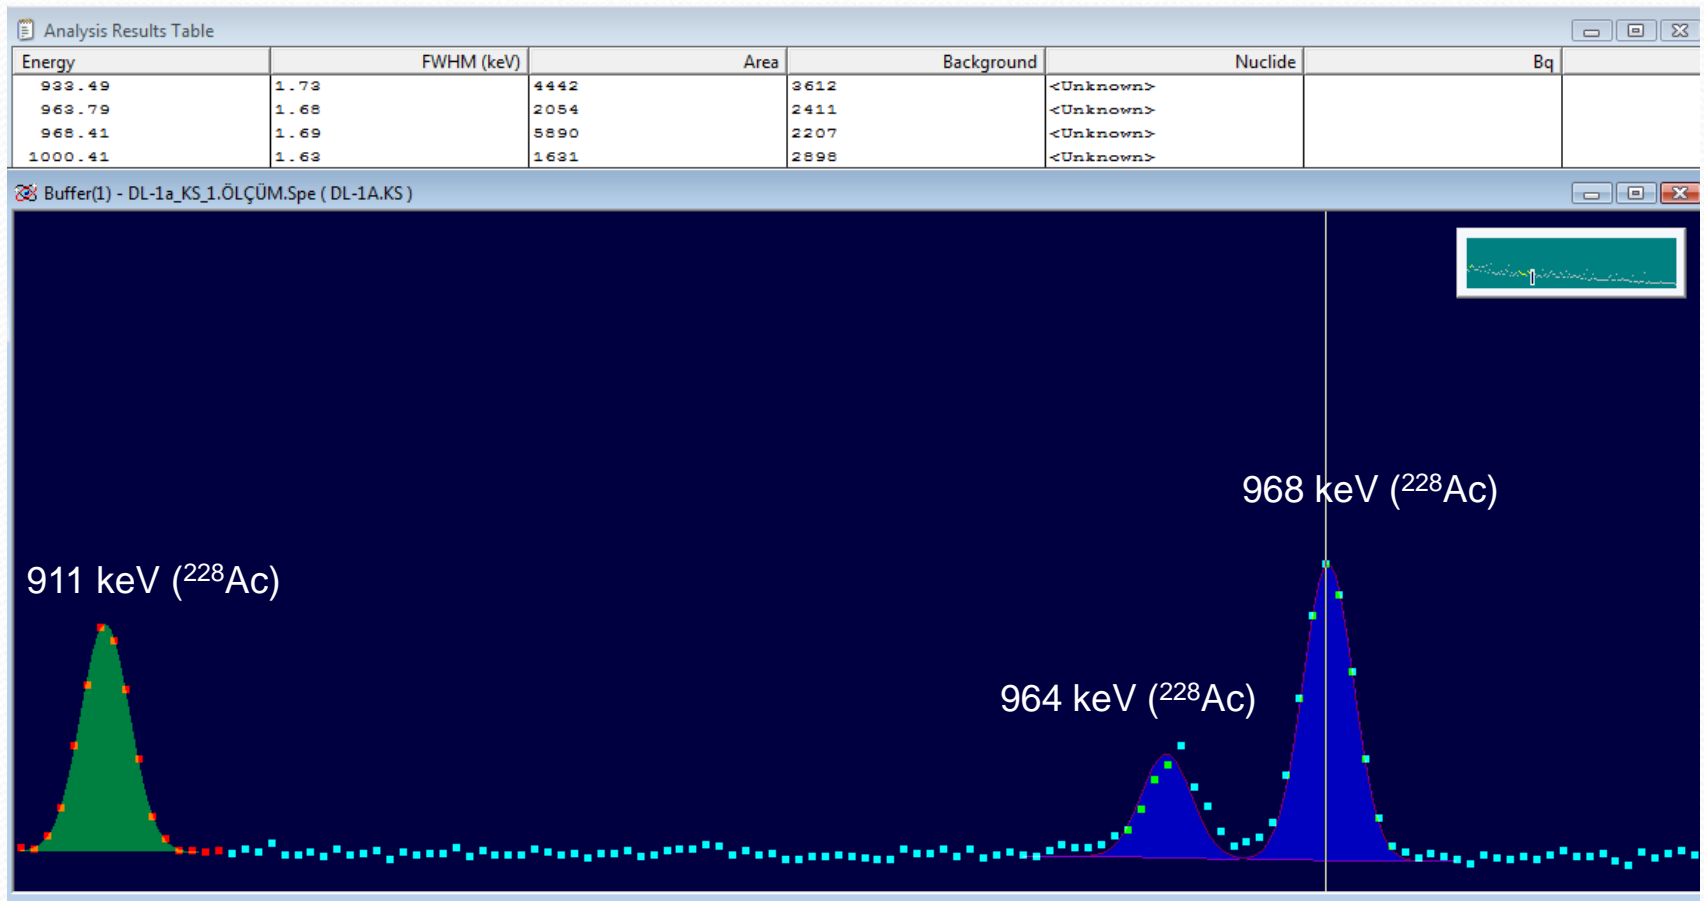 Analysis Results Table
Energy FWHM (keV) Area Background Nuclide Bq
933.49 1.73 4442 3612 <Unknown>
963.79 1.68 2054 2411 <Unknown>
968.41 1.69 5890 2207 <Unknown>
1000.41 1.63 1631 2898 <Unknown>
Buffer(1) - DL-1a_KS_1.ÖLÇÜM.Spe ( DL-1A.KS )
968 keV (²²⁸Ac)
911 keV (²²⁸Ac)
964 keV (²²⁸Ac)